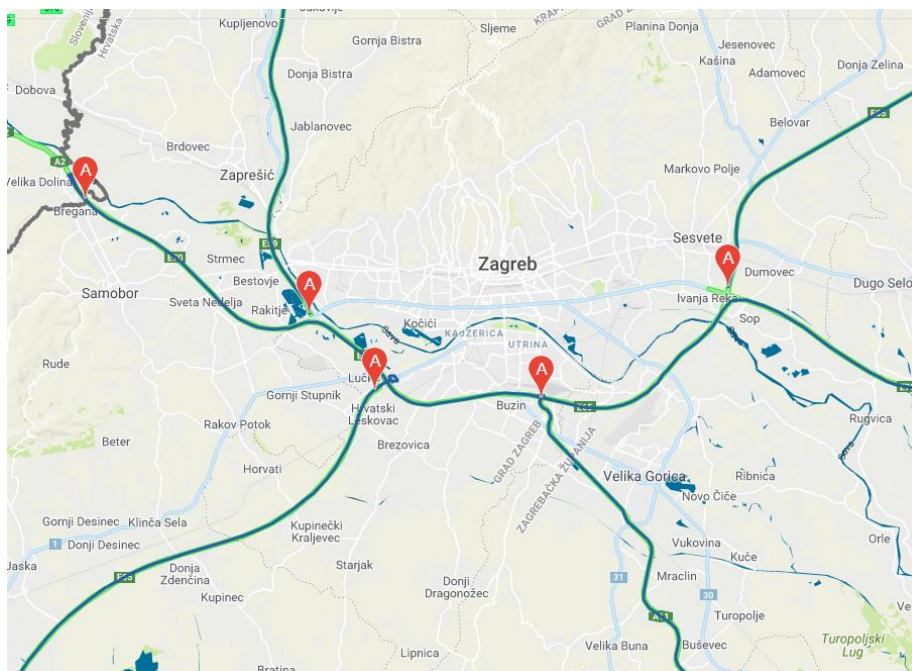 Kupljenovo
Sljeme
Planina Donja
Slovenija
Hrvatska
Gornja Bistra
Jesenovec
Kašina
Donja Zelina
Adamovec
Donja Bistra
Dobova
Jablanovec
Belovar
Brdovec
A2
Zaprešić
Markovo Polje
Velika Dolina
A
Bregana
Sesvete
Strmec
Zagreb
A
Dumovec
Bestovje
A
Dugo Selo
Samobor
Sveta Nedelja
Rakitje
Ivanja Reka
Kočići
KAJZERICA
Sop
Sava
UTRINA
Rude
A
A
Gornji Stupnik
Hrvatski
Leskovac
Buzin
Rugvica
Rakov Potok
Beter
Brezovica
GRAD ZAGREB
ZAGREBAČKA ŽUPANIJA
Sava
Horvati
Velika Gorica
Ribnica
Novo Čiče
Gornji Desinec
Klinča Sela
Kupinečki
Kraljevec
Orle
1
Donji Desinec
Vukovina
Jaska
Starjak
Kuče
Donja
Zdenčina
Donji
Dragonožec
Mraclin
31
30
Kupinec
Turopolje
Turopoljski
Lug
Velika Buna
Buševec
Lipnica